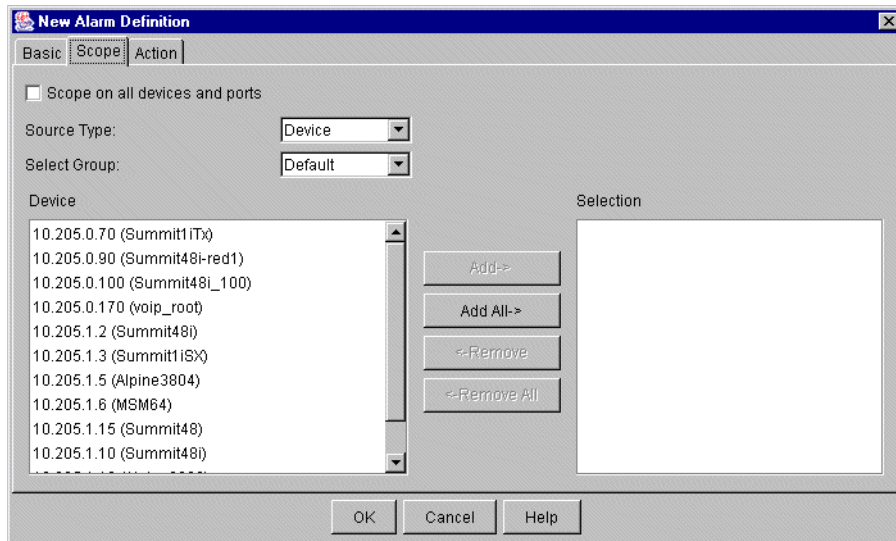 New Alarm Definition
Basic Scope Action
Scope on all devices and ports
Source Type: Device
Select Group: Default
Device
10.205.0.70 (Summit1iTx)
10.205.0.90 (Summit48i-red1)
10.205.0.100 (Summit48i_100)
10.205.0.170 (voip_root)
10.205.1.2 (Summit48i)
10.205.1.3 (Summit1iSX)
10.205.1.5 (Alpine3804)
10.205.1.6 (MSM64)
10.205.1.15 (Summit48)
10.205.1.10 (Summit48i)
Add->
Add All->
<-Remove
<-Remove All
Selection
OK Cancel Help